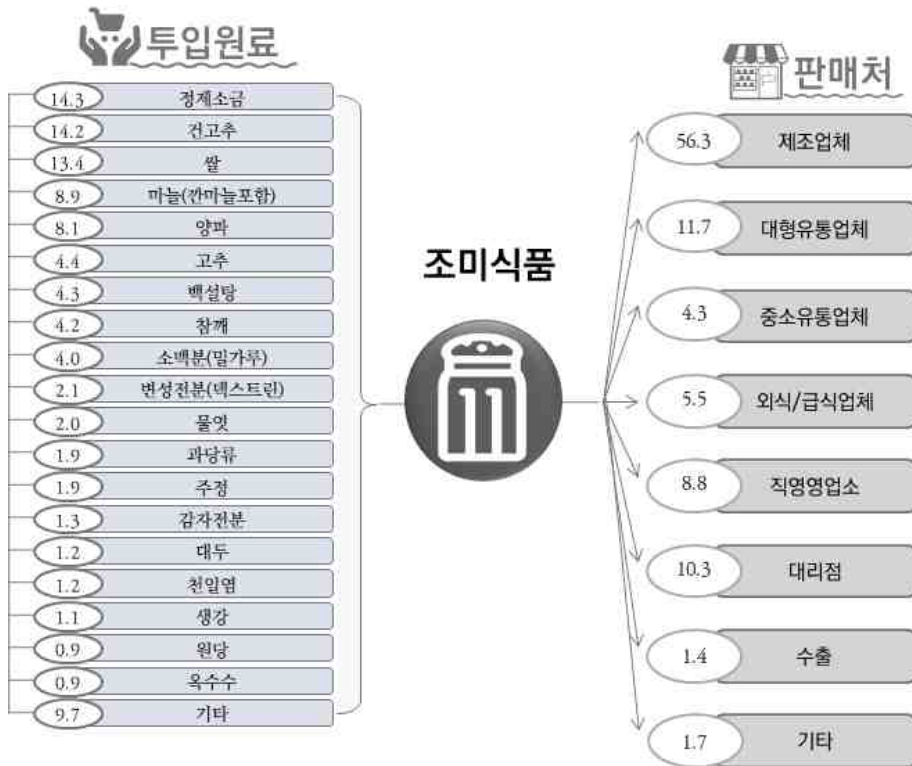 투입원료
14.3 정제소금
14.2 건고추
13.4 쌀
8.9 마늘(깐마늘포함)
8.1 양파
4.4 고추
4.3 백설탕
4.2 참깨
4.0 소맥분(밀가루)
2.1 변성전분(덱스트린)
2.0 물엿
1.9 과당류
1.9 주정
1.3 감자전분
1.2 대두
1.2 천일염
1.1 생강
0.9 원당
0.9 옥수수
9.7 기타
조미식품
판매처
56.3 제조업체
11.7 대형유통업체
4.3 중소유통업체
5.5 외식/급식업체
8.8 직영영업소
10.3 대리점
1.4 수출
1.7 기타